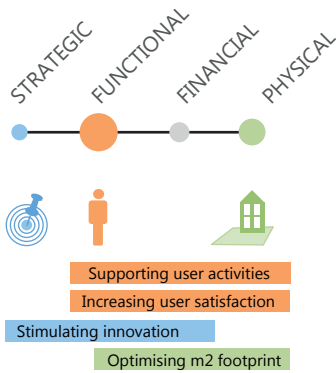 STRATEGIC
FUNCTIONAL
FINANCIAL
PHYSICAL
Supporting user activities
Increasing user satisfaction
Stimulating innovation
Optimising m2 footprint